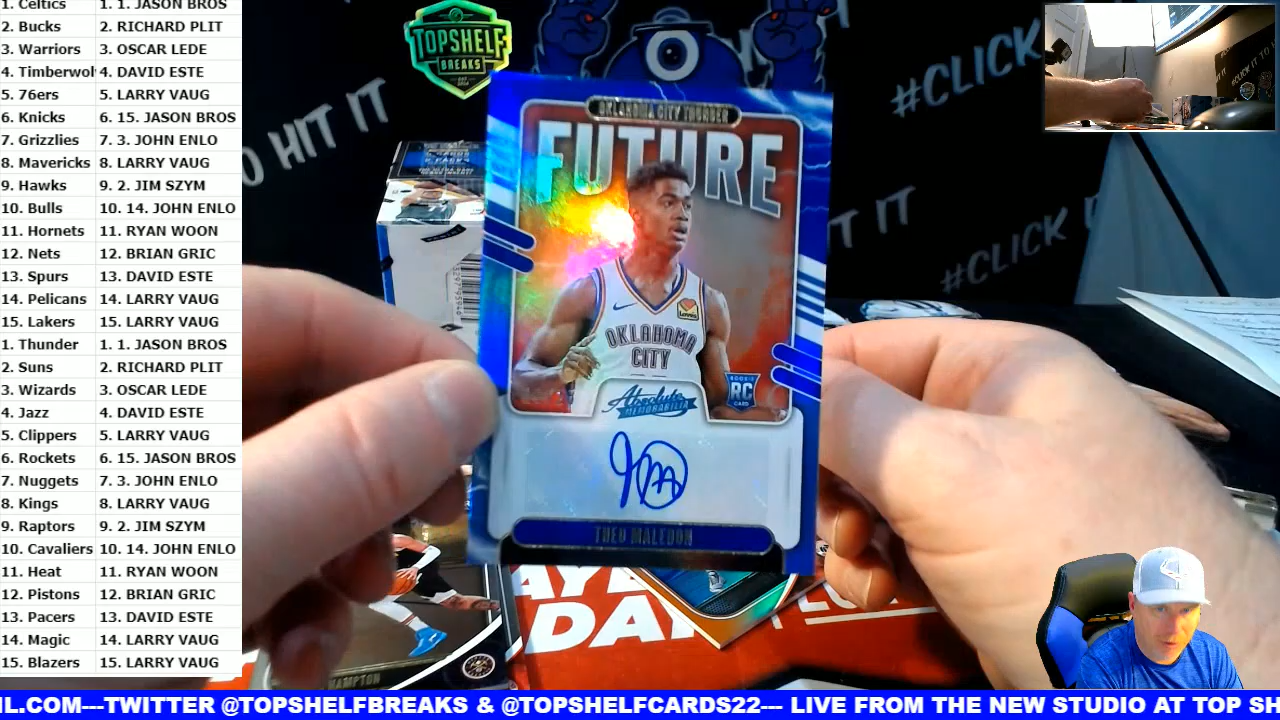 1. Celtics 1. 1. JASON BROS
2. Bucks 2. RICHARD PLIT
3. Warriors 3. OSCAR LEDE
4. Timberwol 4. DAVID ESTE
5. 76ers 5. LARRY VAUG
6. Knicks 6. 15. JASON BROS
7. Grizzlies 7. 3. JOHN ENLO
8. Mavericks 8. LARRY VAUG
9. Hawks 9. 2. JIM SZYM
10. Bulls 10. 14. JOHN ENLO
11. Hornets 11. RYAN WOON
12. Nets 12. BRIAN GRIC
13. Spurs 13. DAVID ESTE
14. Pelicans 14. LARRY VAUG
15. Lakers 15. LARRY VAUG
1. Thunder 1. 1. JASON BROS
2. Suns 2. RICHARD PLIT
3. Wizards 3. OSCAR LEDE
4. Jazz 4. DAVID ESTE
5. Clippers 5. LARRY VAUG
6. Rockets 6. 15. JASON BROS
7. Nuggets 7. 3. JOHN ENLO
8. Kings 8. LARRY VAUG
9. Raptors 9. 2. JIM SZYM
10. Cavaliers 10. 14. JOHN ENLO
11. Heat 11. RYAN WOON
12. Pistons 12. BRIAN GRIC
13. Pacers 13. DAVID ESTE
14. Magic 14. LARRY VAUG
15. Blazers 15. LARRY VAUG
TOPSHELF
BREAKS
O HIT IT
#CLICK
T IT
#CLICK
OKLAHOMA CITY THUNDER
FUTURE
OKLAHOMA
CITY
Absolute
MEMORABILIA
RC
CARD
THEO MALEDON
HAMPTON
IL.COM---TWITTER @TOPSHELFBREAKS & @TOPSHELFCARDS22--- LIVE FROM THE NEW STUDIO AT TOP SH